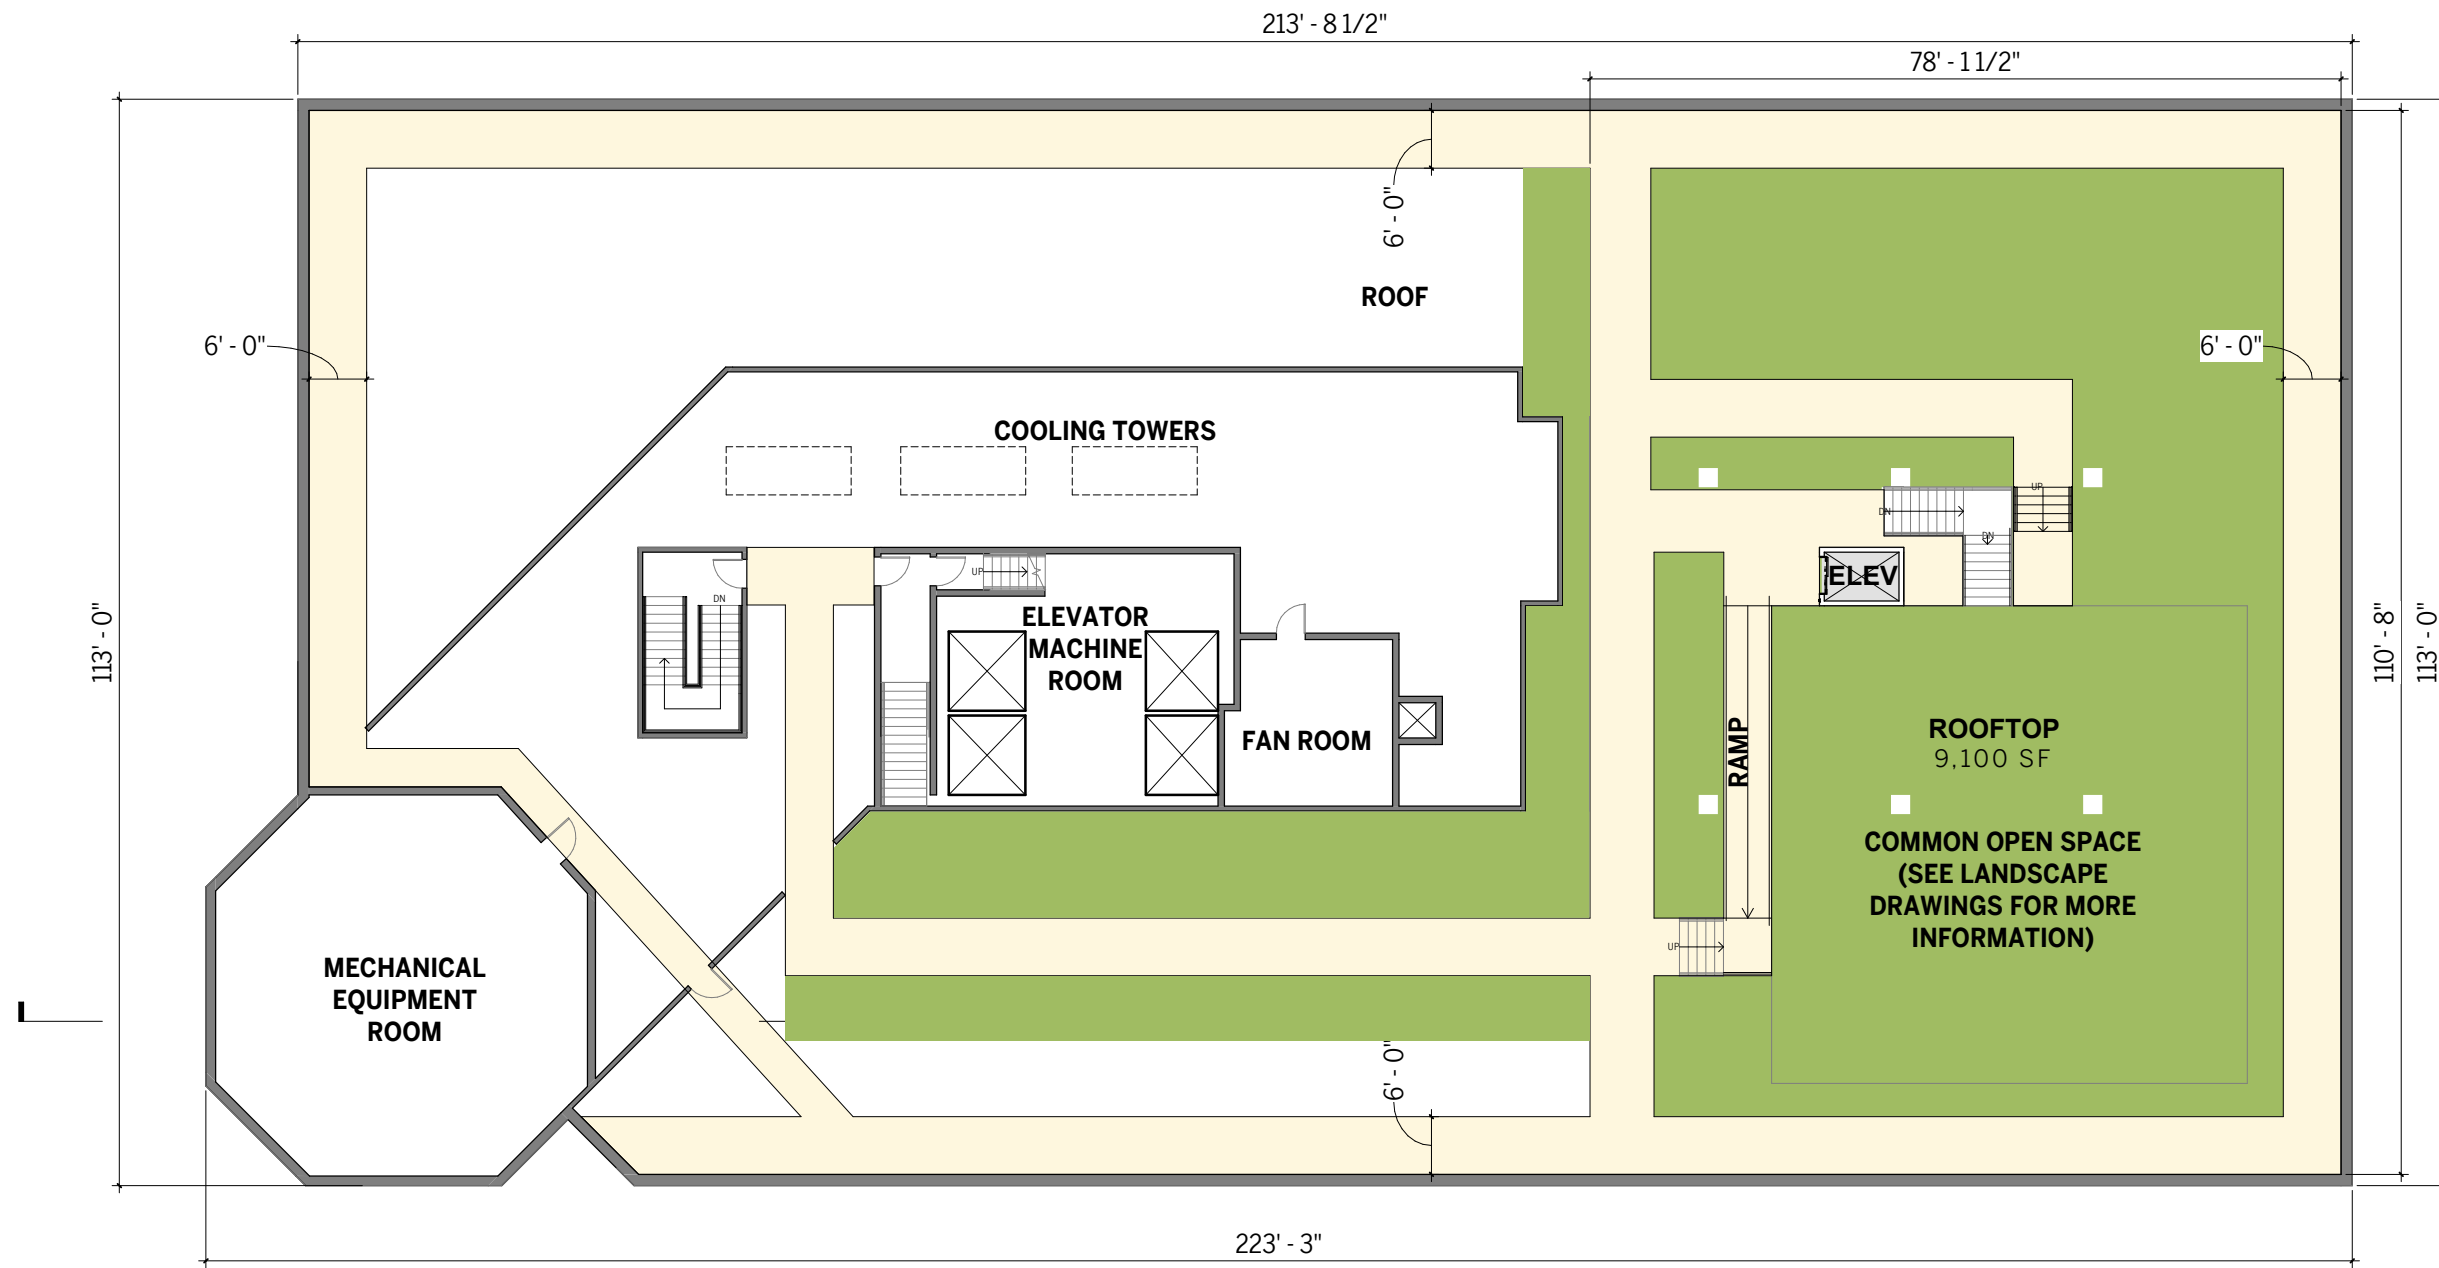 213' - 8 1/2"
78' - 1 1/2"
6' - 0"
ROOF
6' - 0"
6' - 0"
COOLING TOWERS
UP
DN
DN
UP
ELEV
DN
ELEVATOR
MACHINE
ROOM
113' - 0"
110' - 8"
113' - 0"
FAN ROOM
RAMP
ROOFTOP
9,100 SF
COMMON OPEN SPACE
(SEE LANDSCAPE
DRAWINGS FOR MORE
INFORMATION)
UP
MECHANICAL
EQUIPMENT
ROOM
6' - 0"
223' - 3"